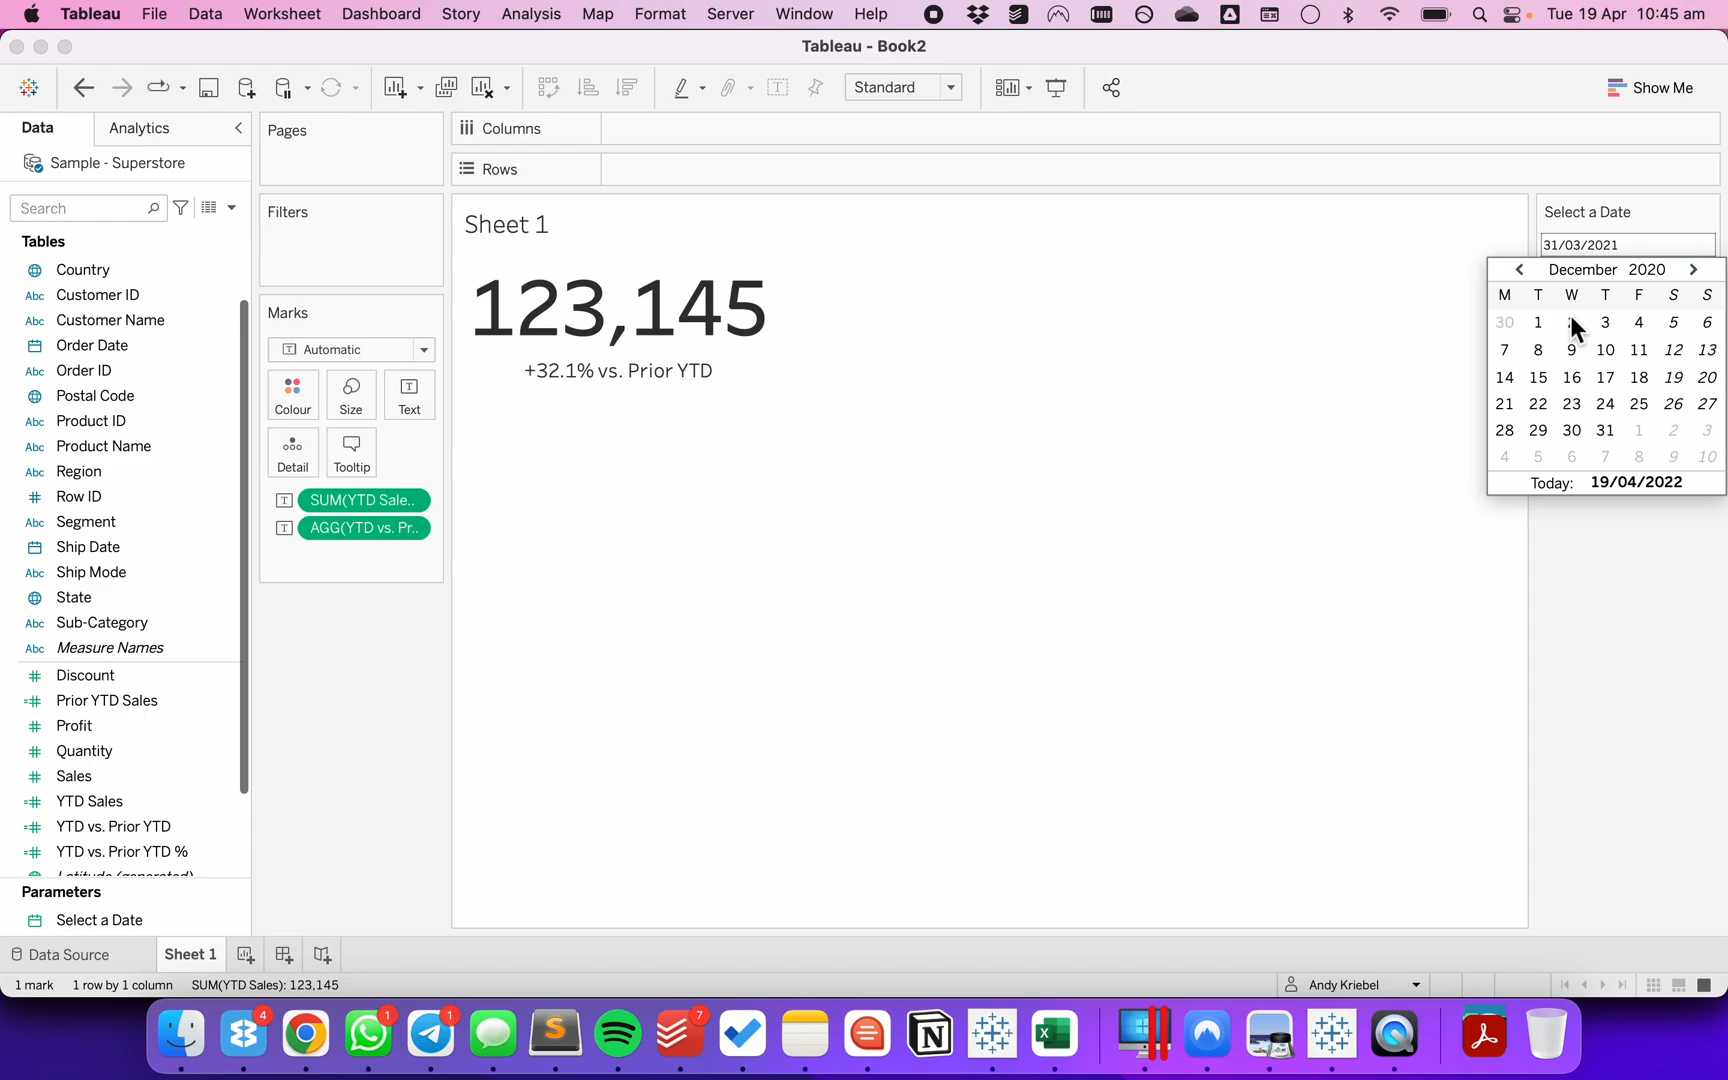 Tableau File Data Worksheet Dashboard Story Analysis Map Format Server Window Help Tue 19 Apr 10:45 am
Tableau - Book2
Standard
Show Me
Data Analytics
Sample - Superstore
Search
Tables
Country
Customer ID
Customer Name
Order Date
Order ID
Postal Code
Product ID
Product Name
Region
Row ID
Segment
Ship Date
Ship Mode
State
Sub-Category
Measure Names
Discount
Prior YTD Sales
Profit
Quantity
Sales
YTD Sales
YTD vs. Prior YTD
YTD vs. Prior YTD %
Latitude (generated)
Parameters
Select a Date
Pages
Filters
Marks
Automatic
Colour Size Text
Detail Tooltip
SUM(YTD Sale..
AGG(YTD vs. Pr..
Columns
Rows
Sheet 1
123,145
+32.1% vs. Prior YTD
Select a Date
31/03/2021
December 2020
M T W T F S S
30 1 2 3 4 5 6
7 8 9 10 11 12 13
14 15 16 17 18 19 20
21 22 23 24 25 26 27
28 29 30 31 1 2 3
4 5 6 7 8 9 10
Today: 19/04/2022
Data Source Sheet 1
1 mark 1 row by 1 column SUM(YTD Sales): 123,145 Andy Kriebel
4 1 1 7